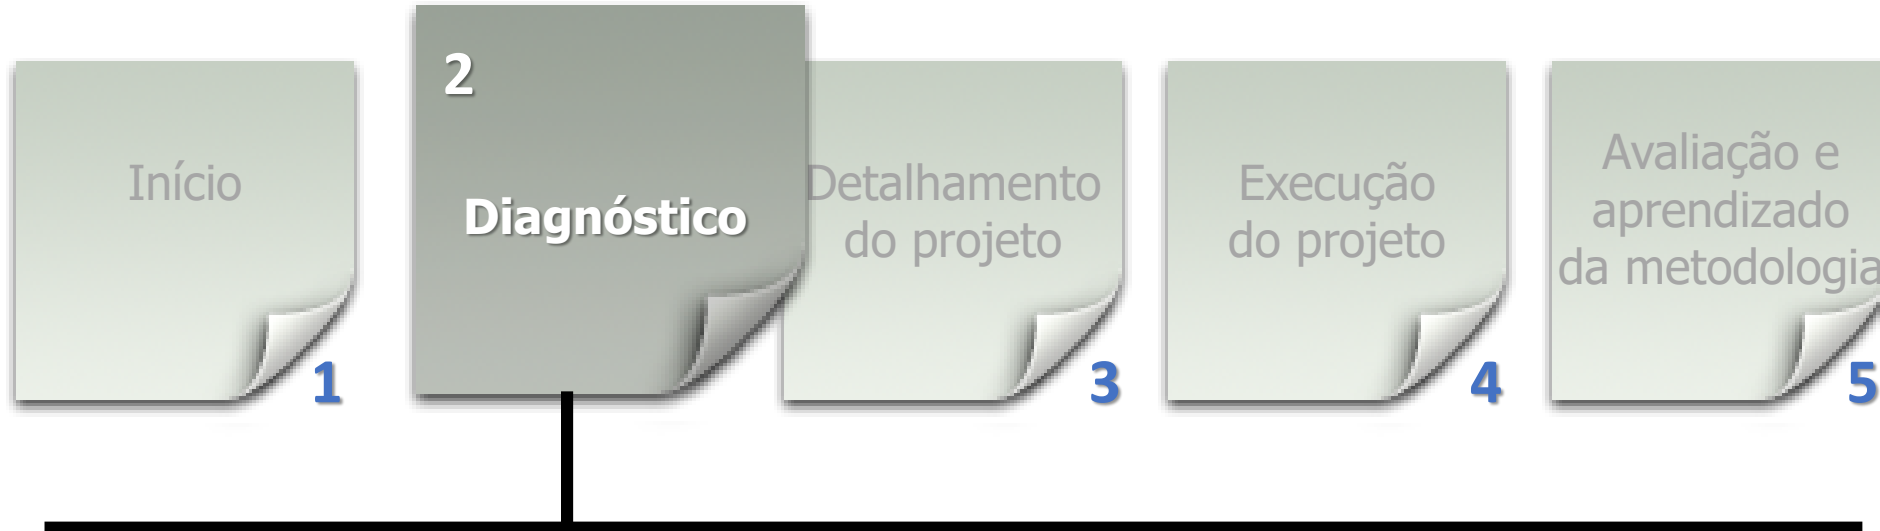 Início
1
2
Diagnóstico
Detalhamento
do projeto
3
Execução
do projeto
4
Avaliação e
aprendizado
da metodologia
5